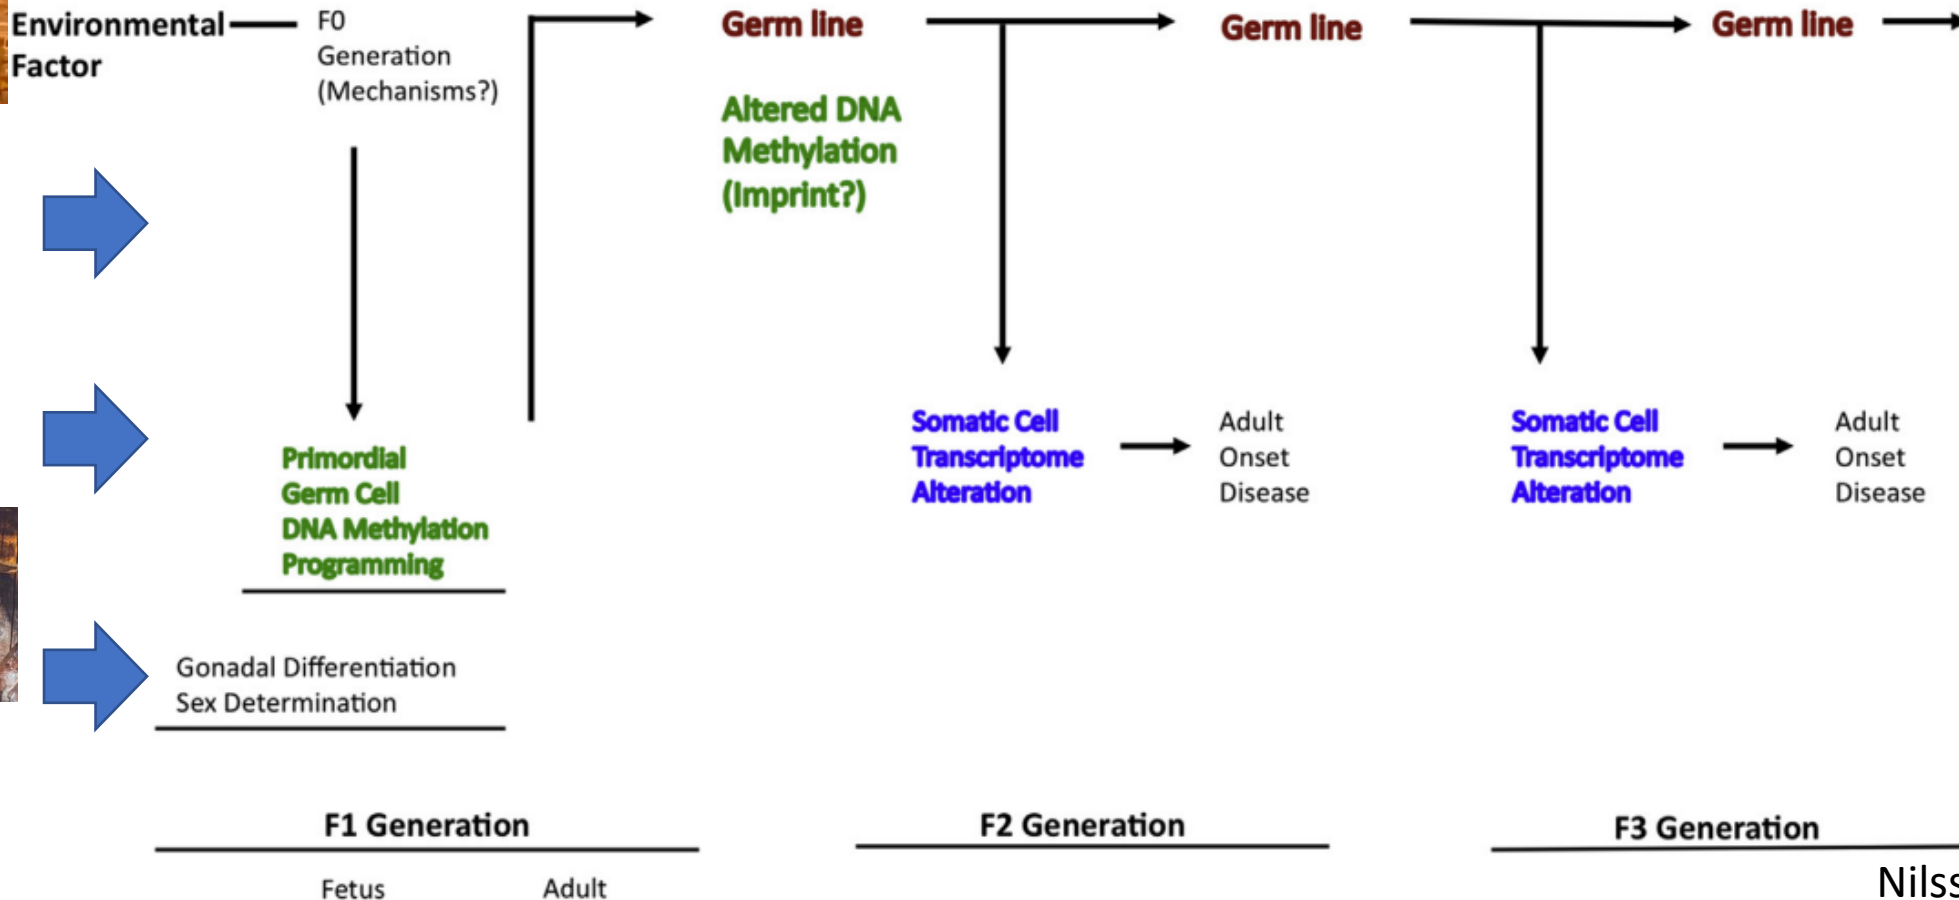 Environmental
Factor
F0
Generation
(Mechanisms?)
Germ line
Altered DNA
Methylation
(Imprint?)
Germ line
Germ line
Primordial
Germ Cell
DNA Methylation
Programming
Somatic Cell
Transcriptome
Alteration
Adult
Onset
Disease
Somatic Cell
Transcriptome
Alteration
Adult
Onset
Disease
Gonadal Differentiation
Sex Determination
F1 Generation
F2 Generation
F3 Generation
Fetus
Adult